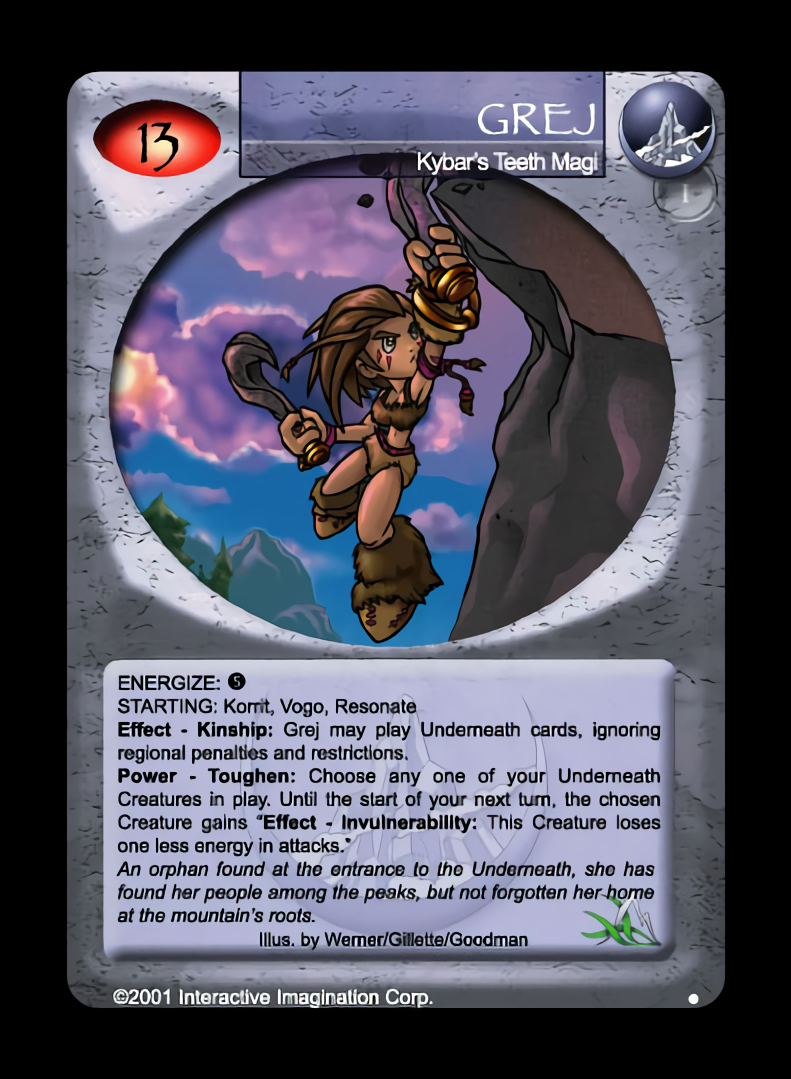 13
GREJ
Kybar's Teeth Magi
1
ENERGIZE: 5
STARTING: Korrit, Vogo, Resonate
Effect - Kinship: Grej may play Underneath cards, ignoring
regional penalties and restrictions.
Power - Toughen: Choose any one of your Underneath
Creatures in play. Until the start of your next turn, the chosen
Creature gains "Effect - Invulnerability: This Creature loses
one less energy in attacks."
An orphan found at the entrance to the Underneath, she has
found her people among the peaks, but not forgotten her home
at the mountain's roots.
Illus. by Werner/Gillette/Goodman
©2001 Interactive Imagination Corp.